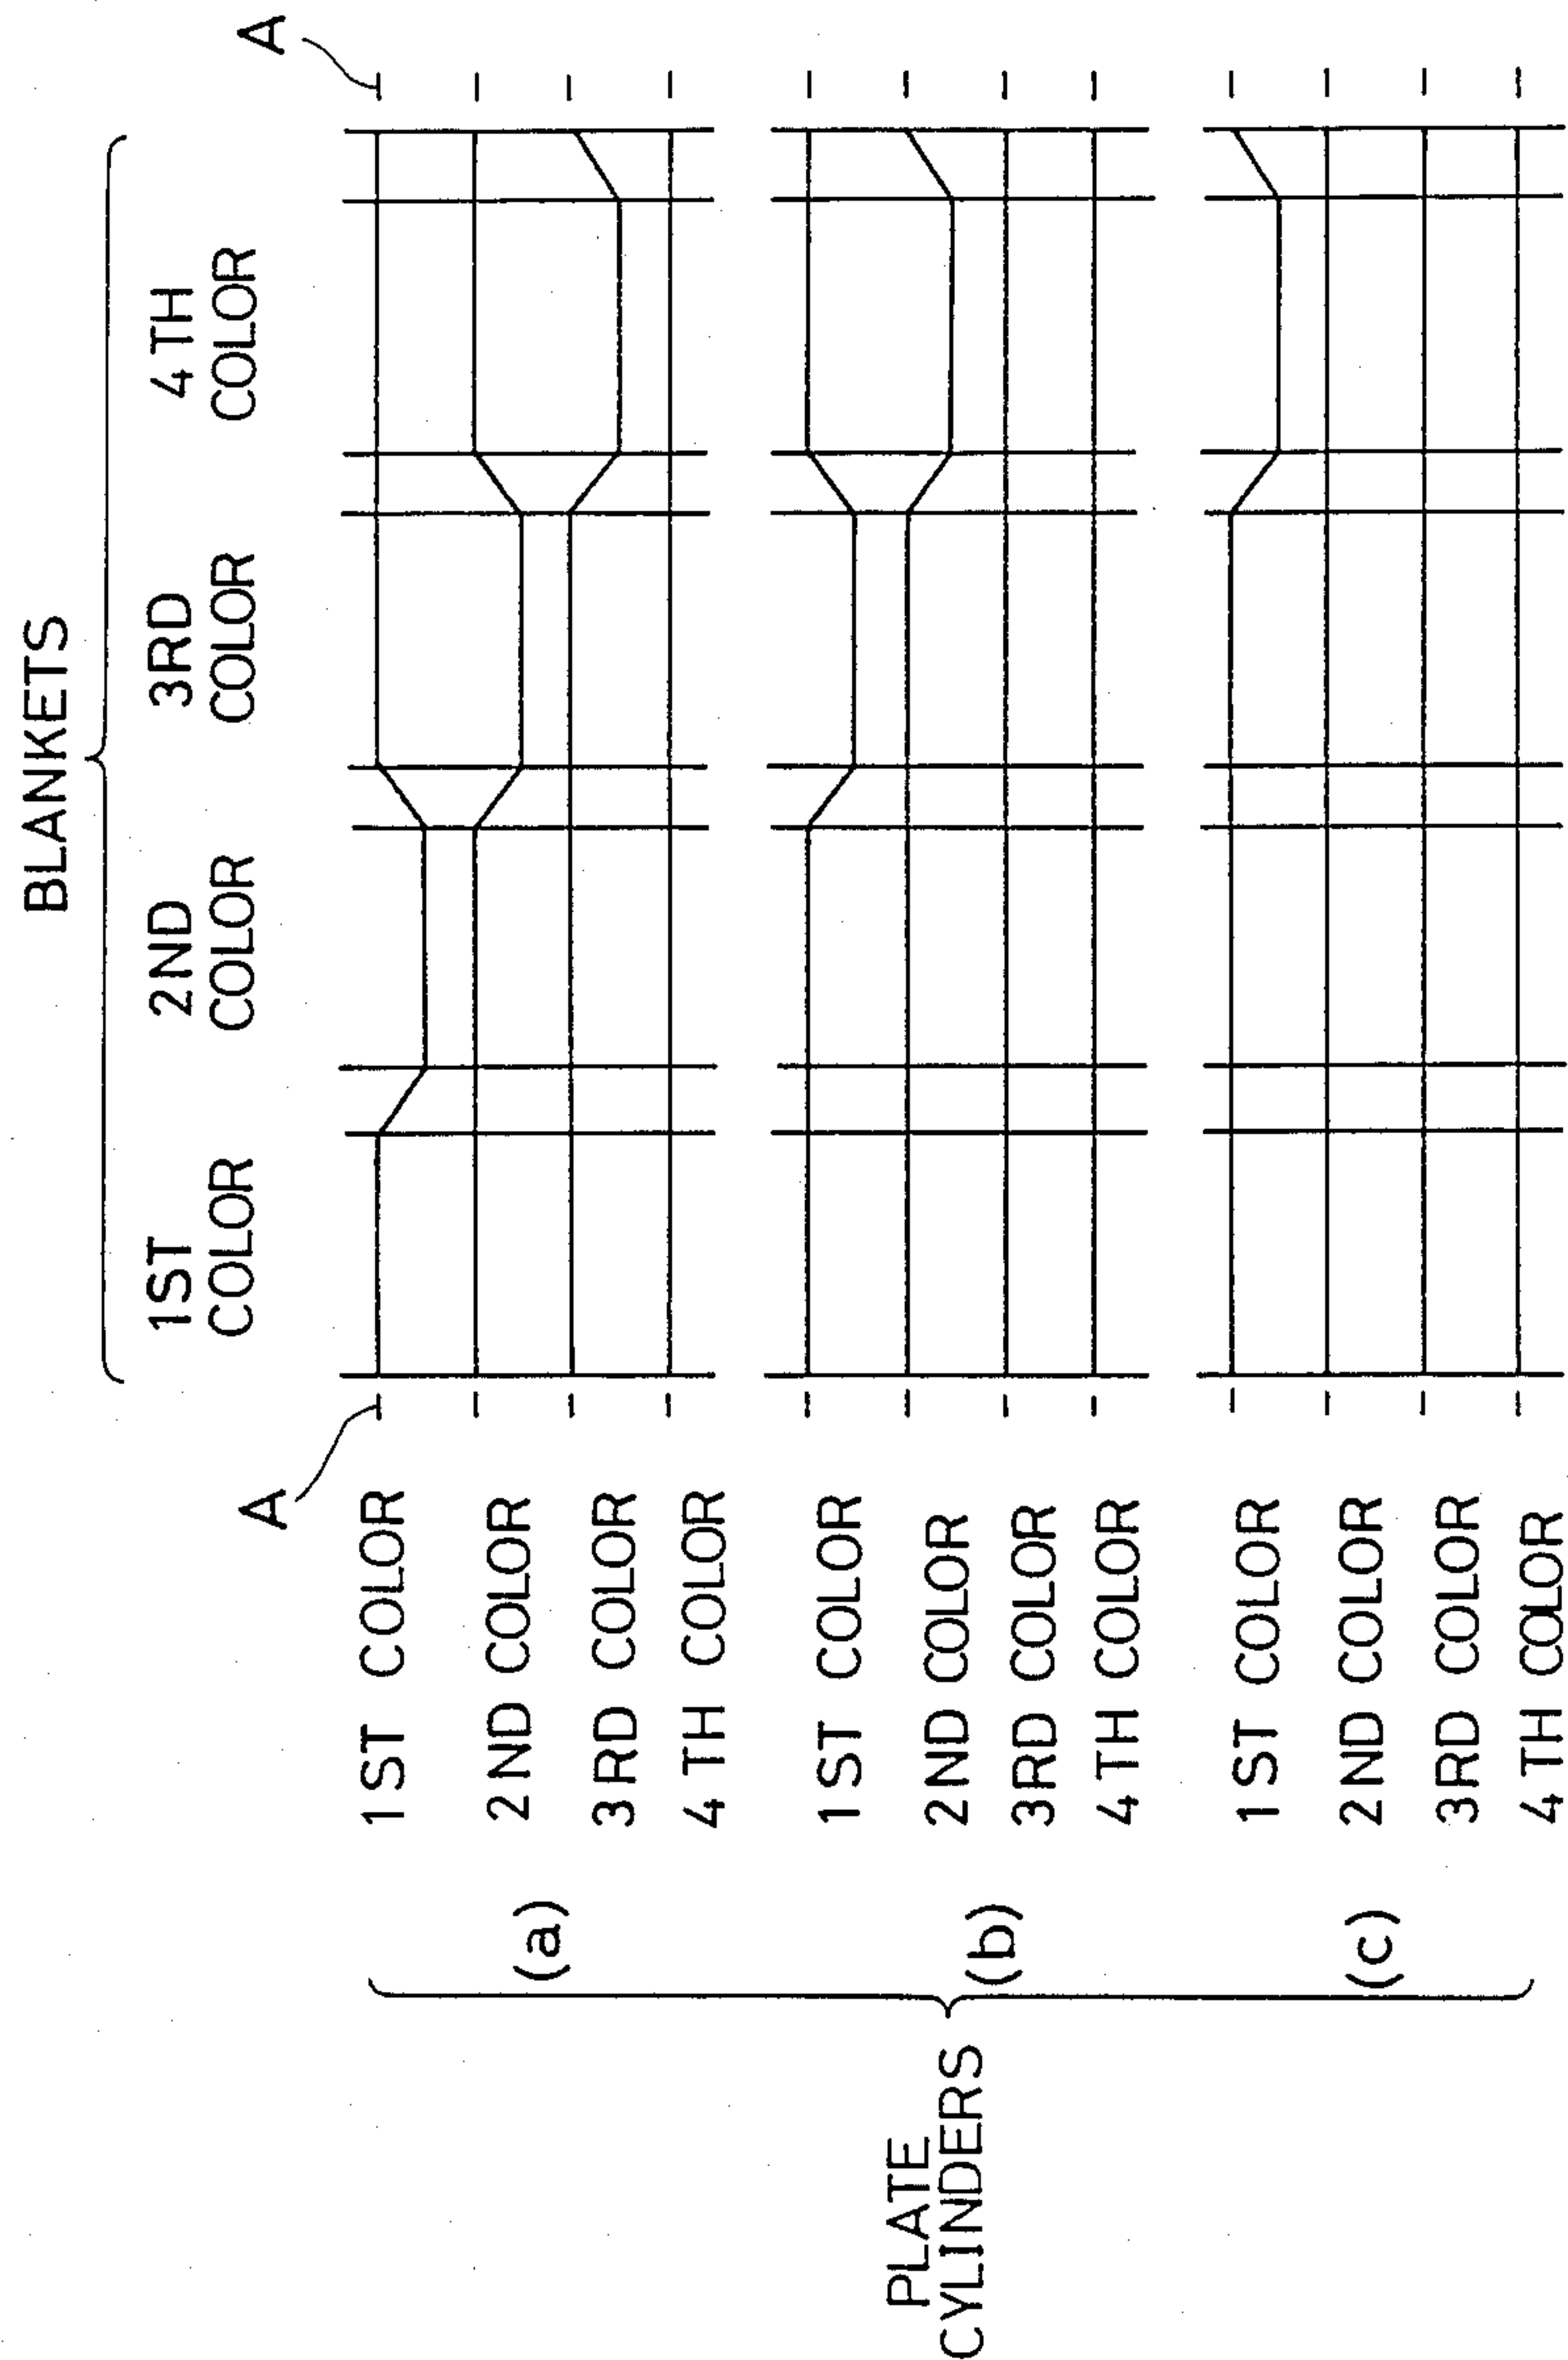 BLANKETS
1ST
COLOR
2ND
COLOR
3RD
COLOR
4TH
COLOR
A
A
PLATE
CYLINDERS
(a)
1ST COLOR
2ND COLOR
3RD COLOR
4TH COLOR
(b)
1ST COLOR
2ND COLOR
3RD COLOR
4TH COLOR
(c)
1ST COLOR
2ND COLOR
3RD COLOR
4TH COLOR